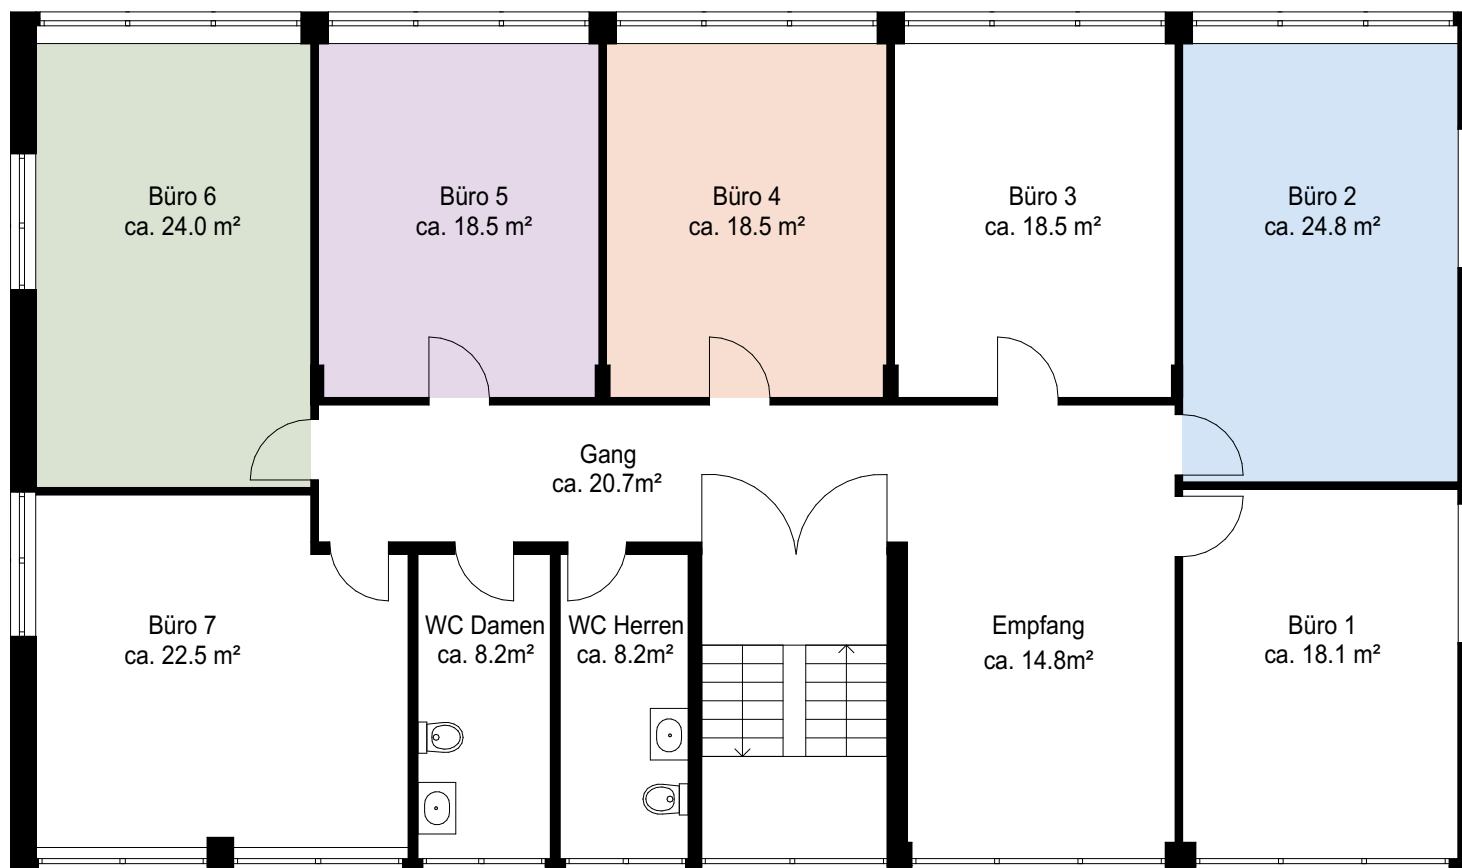 Büro 6
ca. 24.0 m²
Büro 5
ca. 18.5 m²
Büro 4
ca. 18.5 m²
Büro 3
ca. 18.5 m²
Büro 2
ca. 24.8 m²
Gang
ca. 20.7m²
Büro 7
ca. 22.5 m²
WC Damen
ca. 8.2m²
WC Herren
ca. 8.2m²
Empfang
ca. 14.8m²
Büro 1
ca. 18.1 m²